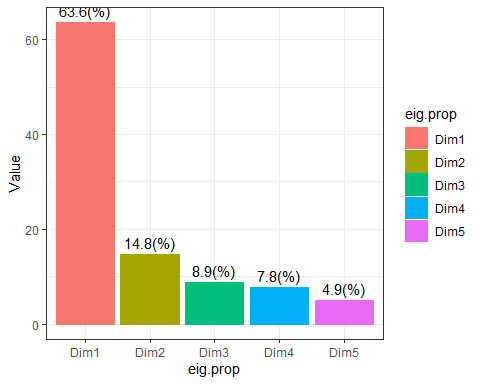 63.6(%)
60
40
20
0
Value
14.8(%)
8.9(%)
7.8(%)
4.9(%)
Dim1 Dim2 Dim3 Dim4 Dim5
eig.prop
eig.prop
Dim1
Dim2
Dim3
Dim4
Dim5